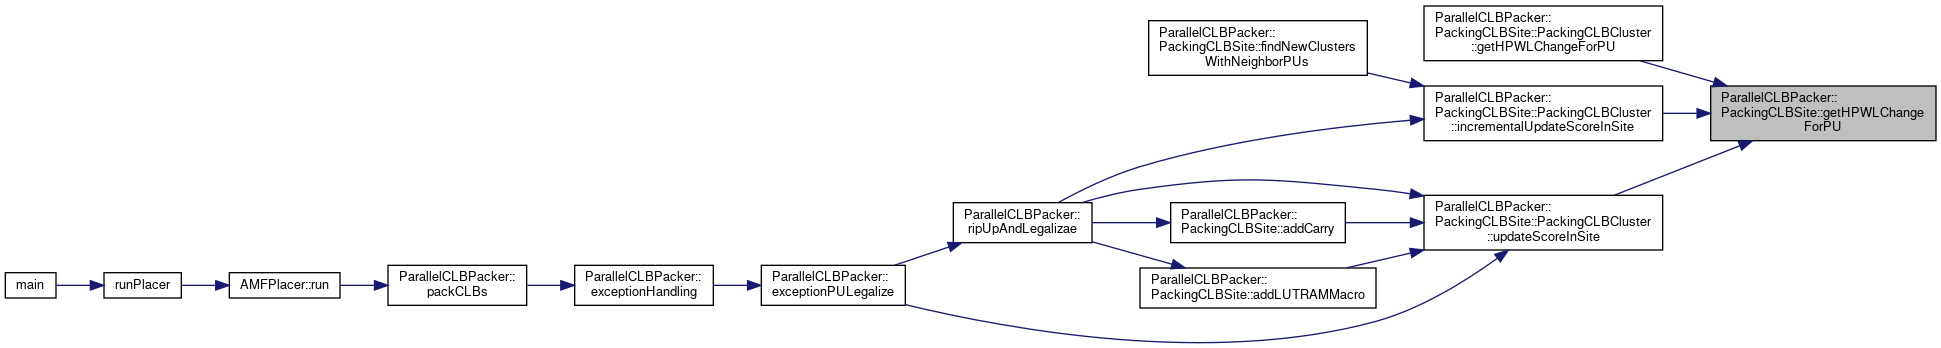 main
runPlacer
AMFPlacer::run
ParallelCLBPacker::
packCLBs
ParallelCLBPacker::
exceptionHandling
ParallelCLBPacker::
exceptionPULegalize
ParallelCLBPacker::
ripUpAndLegalizae
ParallelCLBPacker::
PackingCLBSite::findNewClusters
WithNeighborPUs
ParallelCLBPacker::
PackingCLBSite::addCarry
ParallelCLBPacker::
PackingCLBSite::addLUTRAMMacro
ParallelCLBPacker::
PackingCLBSite::PackingCLBCluster
::getHPWLChangeForPU
ParallelCLBPacker::
PackingCLBSite::PackingCLBCluster
::incrementalUpdateScoreInSite
ParallelCLBPacker::
PackingCLBSite::PackingCLBCluster
::updateScoreInSite
ParallelCLBPacker::
PackingCLBSite::getHPWLChange
ForPU